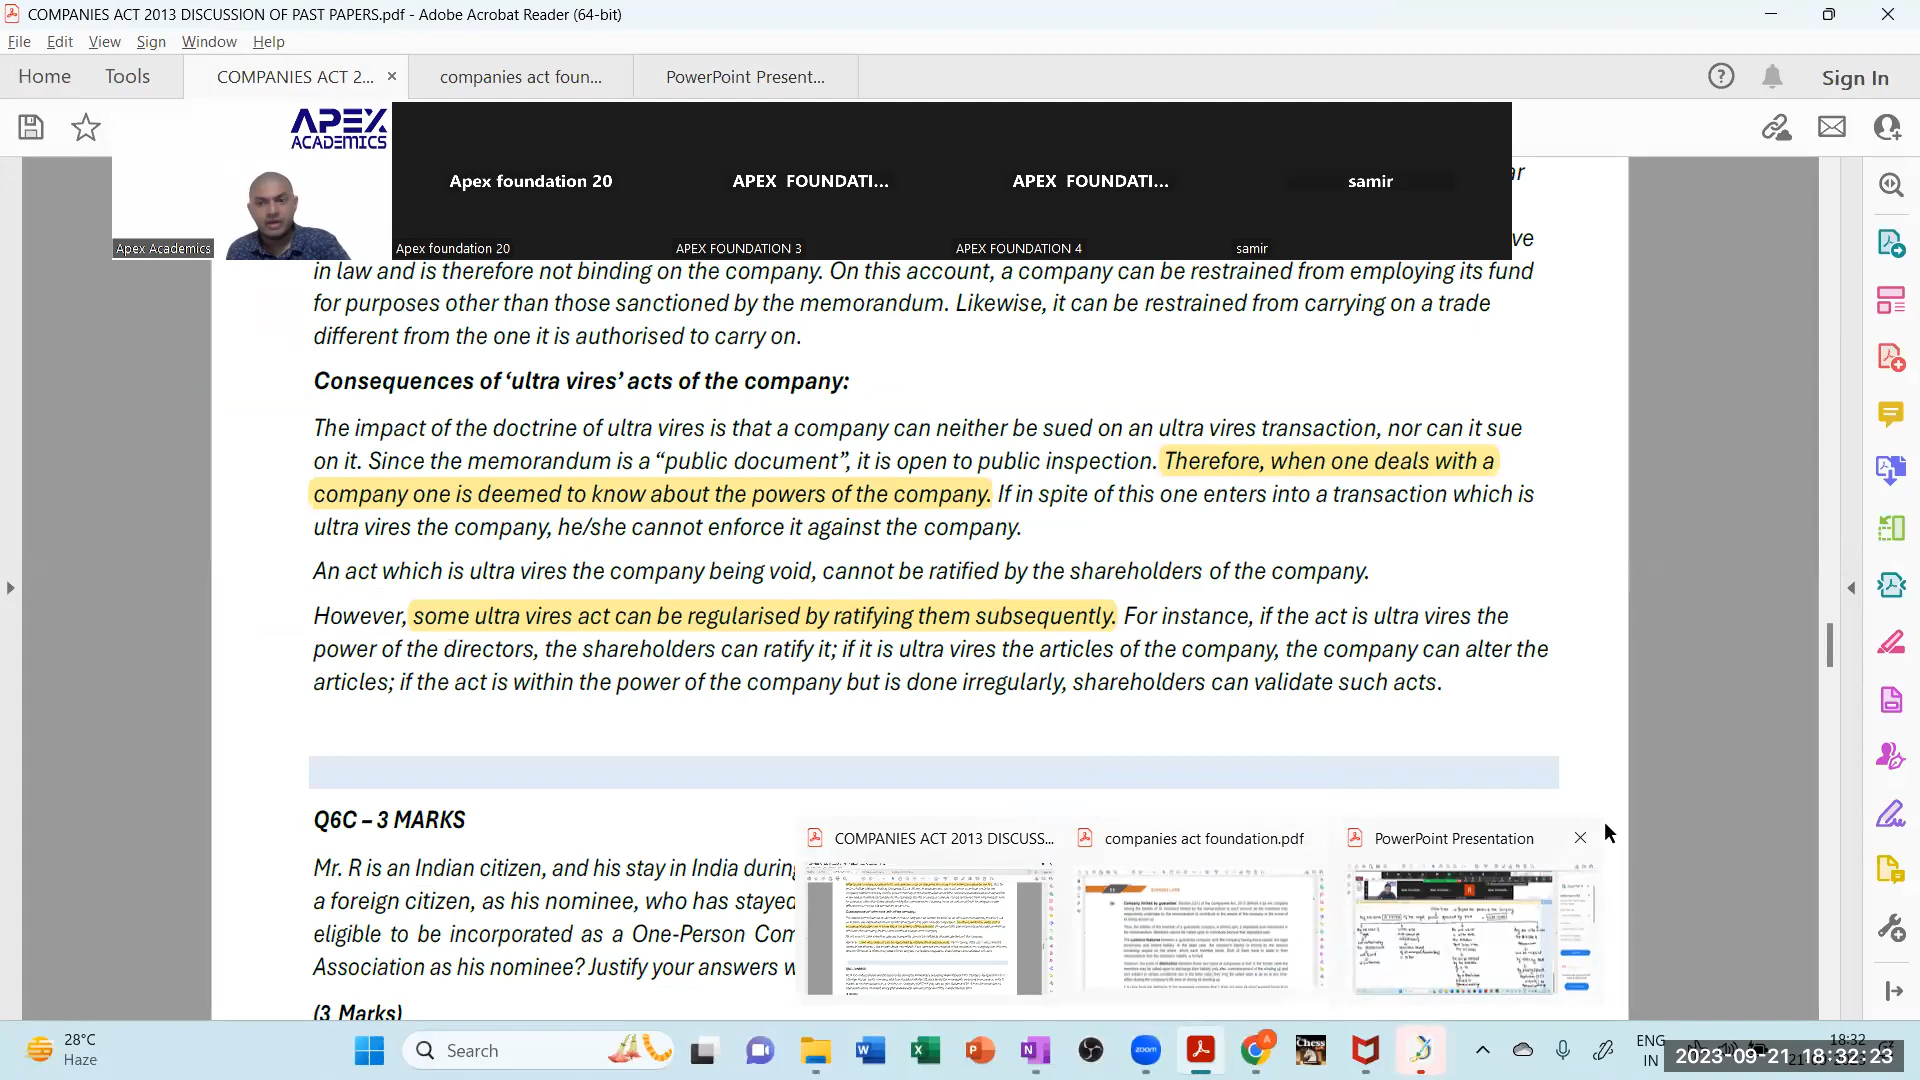 COMPANIES ACT 2013 DISCUSSION OF PAST PAPERS.pdf - Adobe Acrobat Reader (64-bit)
File Edit View Sign Window Help
Home Tools COMPANIES ACT 2... × companies act foun... PowerPoint Present... Sign In
APEX
ACADEMICS
Apex foundation 20 APEX FOUNDATI... APEX FOUNDATI... samir
Apex Academics Apex foundation 20 APEX FOUNDATION 3 APEX FOUNDATION 4 samir
ar
ve
in law and is therefore not binding on the company. On this account, a company can be restrained from employing its fund
for purposes other than those sanctioned by the memorandum. Likewise, it can be restrained from carrying on a trade
different from the one it is authorised to carry on.
Consequences of ‘ultra vires’ acts of the company:
The impact of the doctrine of ultra vires is that a company can neither be sued on an ultra vires transaction, nor can it sue
on it. Since the memorandum is a “public document”, it is open to public inspection. Therefore, when one deals with a
company one is deemed to know about the powers of the company. If in spite of this one enters into a transaction which is
ultra vires the company, he/she cannot enforce it against the company.
An act which is ultra vires the company being void, cannot be ratified by the shareholders of the company.
However, some ultra vires act can be regularised by ratifying them subsequently. For instance, if the act is ultra vires the
power of the directors, the shareholders can ratify it; if it is ultra vires the articles of the company, the company can alter the
articles; if the act is within the power of the company but is done irregularly, shareholders can validate such acts.
Q6C – 3 MARKS
Mr. R is an Indian citizen, and his stay in India during
a foreign citizen, as his nominee, who has stayed
eligible to be incorporated as a One-Person Com
Association as his nominee? Justify your answers w
(3 Marks)
COMPANIES ACT 2013 DISCUSS... companies act foundation.pdf PowerPoint Presentation
28°C
Haze
Search
zoom
Chess
ENG
IN
18:32
2023-09-21 18:32:23